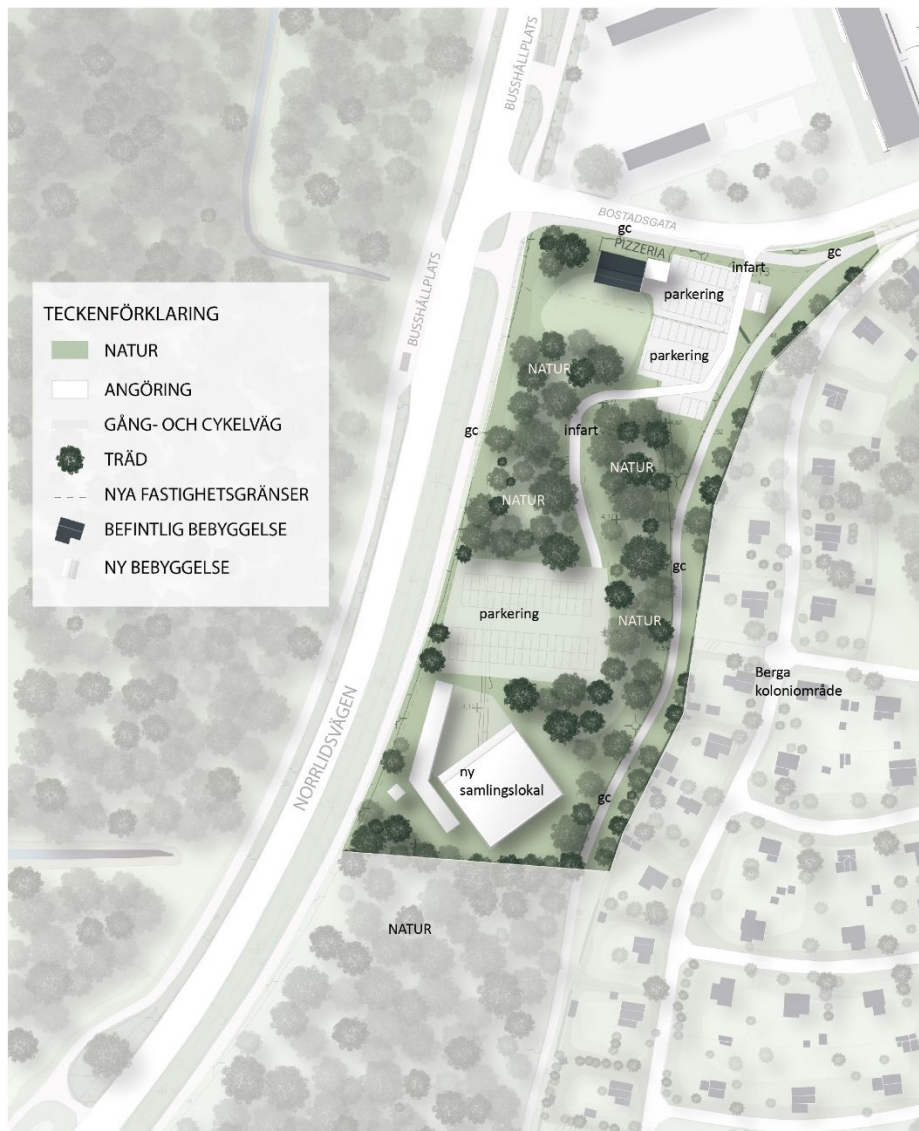 BUSSHÅLLPLATS
BOSTADSGATA
gc
PIZZERIA
gc
infart
parkering
BUSSHÅLLPLATS
parkering
TECKENFÖRKLARING
NATUR
ANGÖRING
GÅNG- OCH CYKELVÄG
TRÄD
NYA FASTIGHETSGRÄNSER
BEFINTLIG BEBYGGELSE
NY BEBYGGELSE
NATUR
gc
infart
NATUR
NATUR
gc
parkering
NATUR
Berga
koloniområde
NORRLIDSVÄGEN
ny
samlingslokal
gc
NATUR